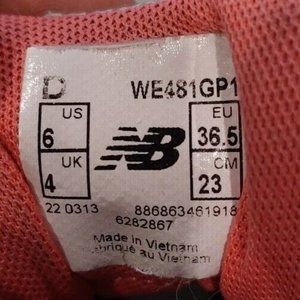 D WE481GP1
US EU
6 36.5
UK CM
4 NB 23
22 0313 886863461918
6282867
Made in Vietnam
Fabriqué au Vietnam